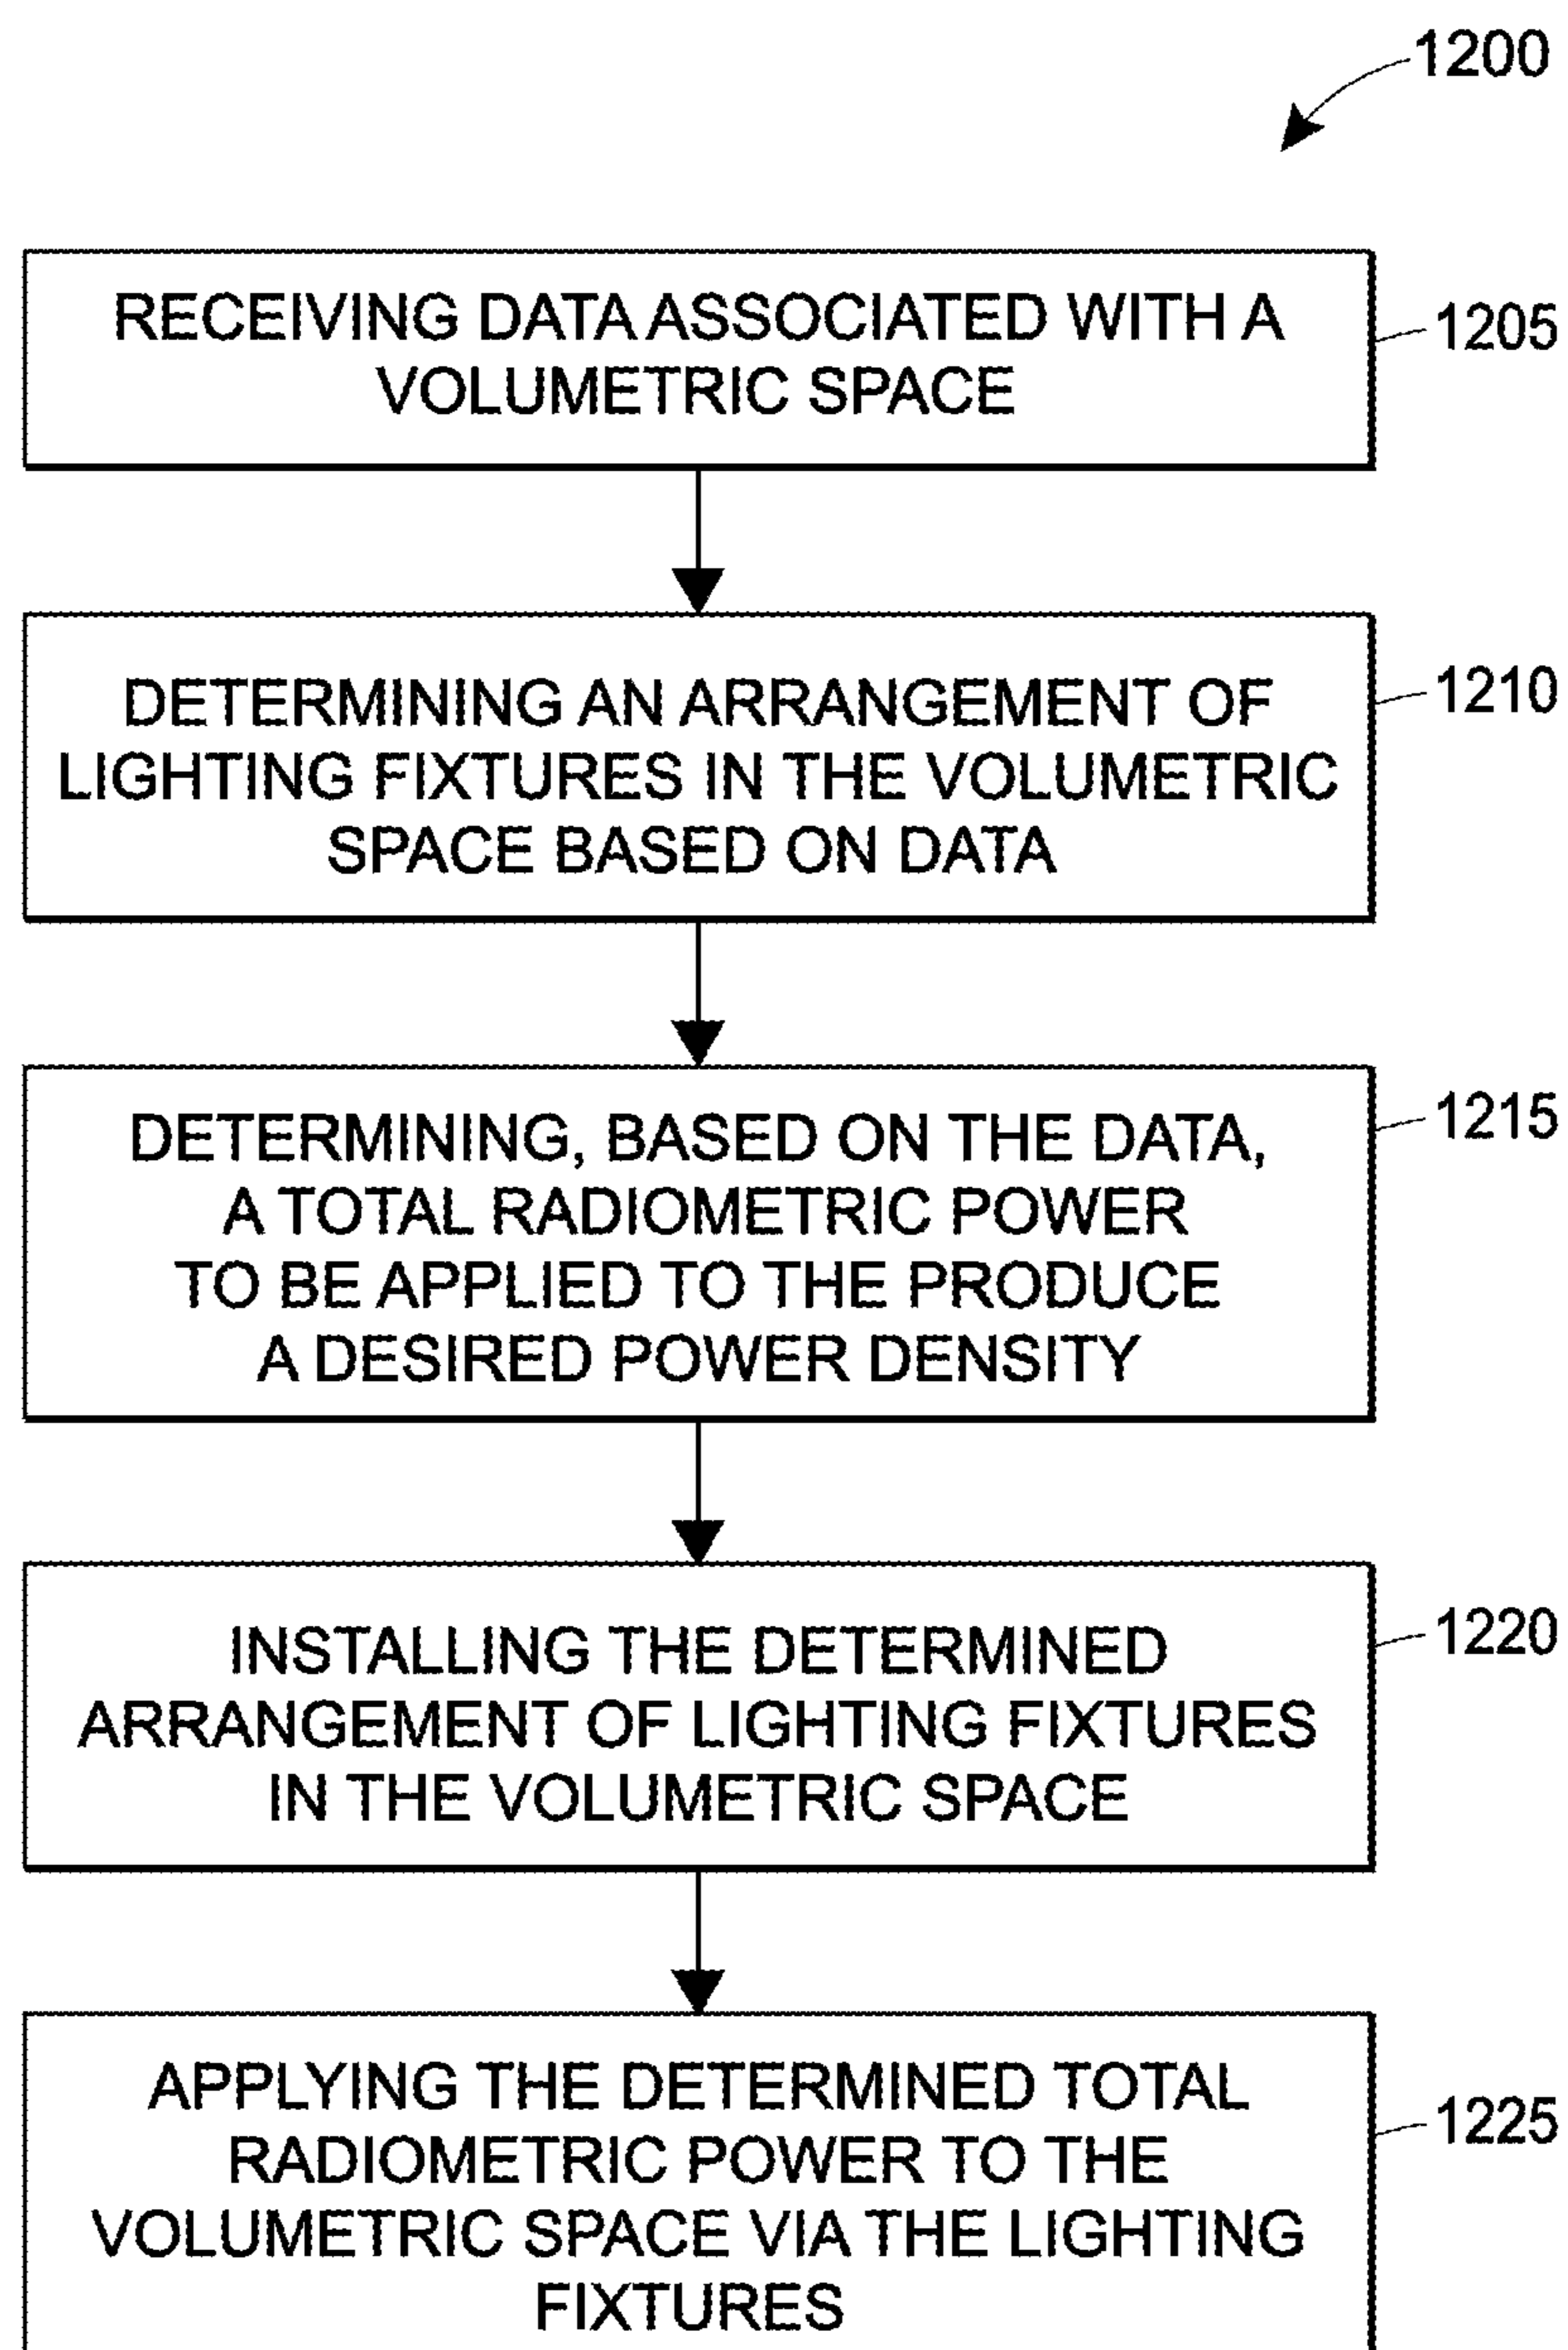 1200
RECEIVING DATA ASSOCIATED WITH A
VOLUMETRIC SPACE
1205
DETERMINING AN ARRANGEMENT OF
LIGHTING FIXTURES IN THE VOLUMETRIC
SPACE BASED ON DATA
1210
DETERMINING, BASED ON THE DATA,
A TOTAL RADIOMETRIC POWER
TO BE APPLIED TO THE PRODUCE
A DESIRED POWER DENSITY
1215
INSTALLING THE DETERMINED
ARRANGEMENT OF LIGHTING FIXTURES
IN THE VOLUMETRIC SPACE
1220
APPLYING THE DETERMINED TOTAL
RADIOMETRIC POWER TO THE
VOLUMETRIC SPACE VIA THE LIGHTING
FIXTURES
1225